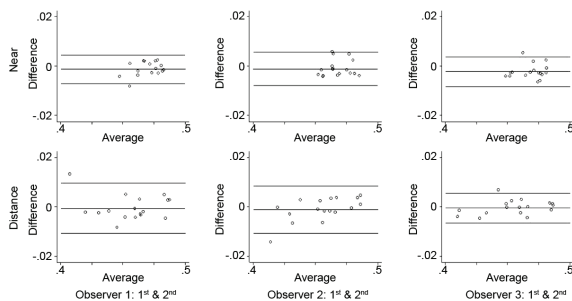 .02 .02 .02
Near
Difference Difference Difference
0 0 0
-.02 -.02 -.02
.4 .5 .4 .5 .4 .5
Average Average Average
.02 .02 .02
Distance
Difference Difference Difference
0 0 0
-.02 -.02 -.02
.4 .5 .4 .5 .4 .5
Average Average Average
Observer 1: 1st & 2nd Observer 2: 1st & 2nd Observer 3: 1st & 2nd